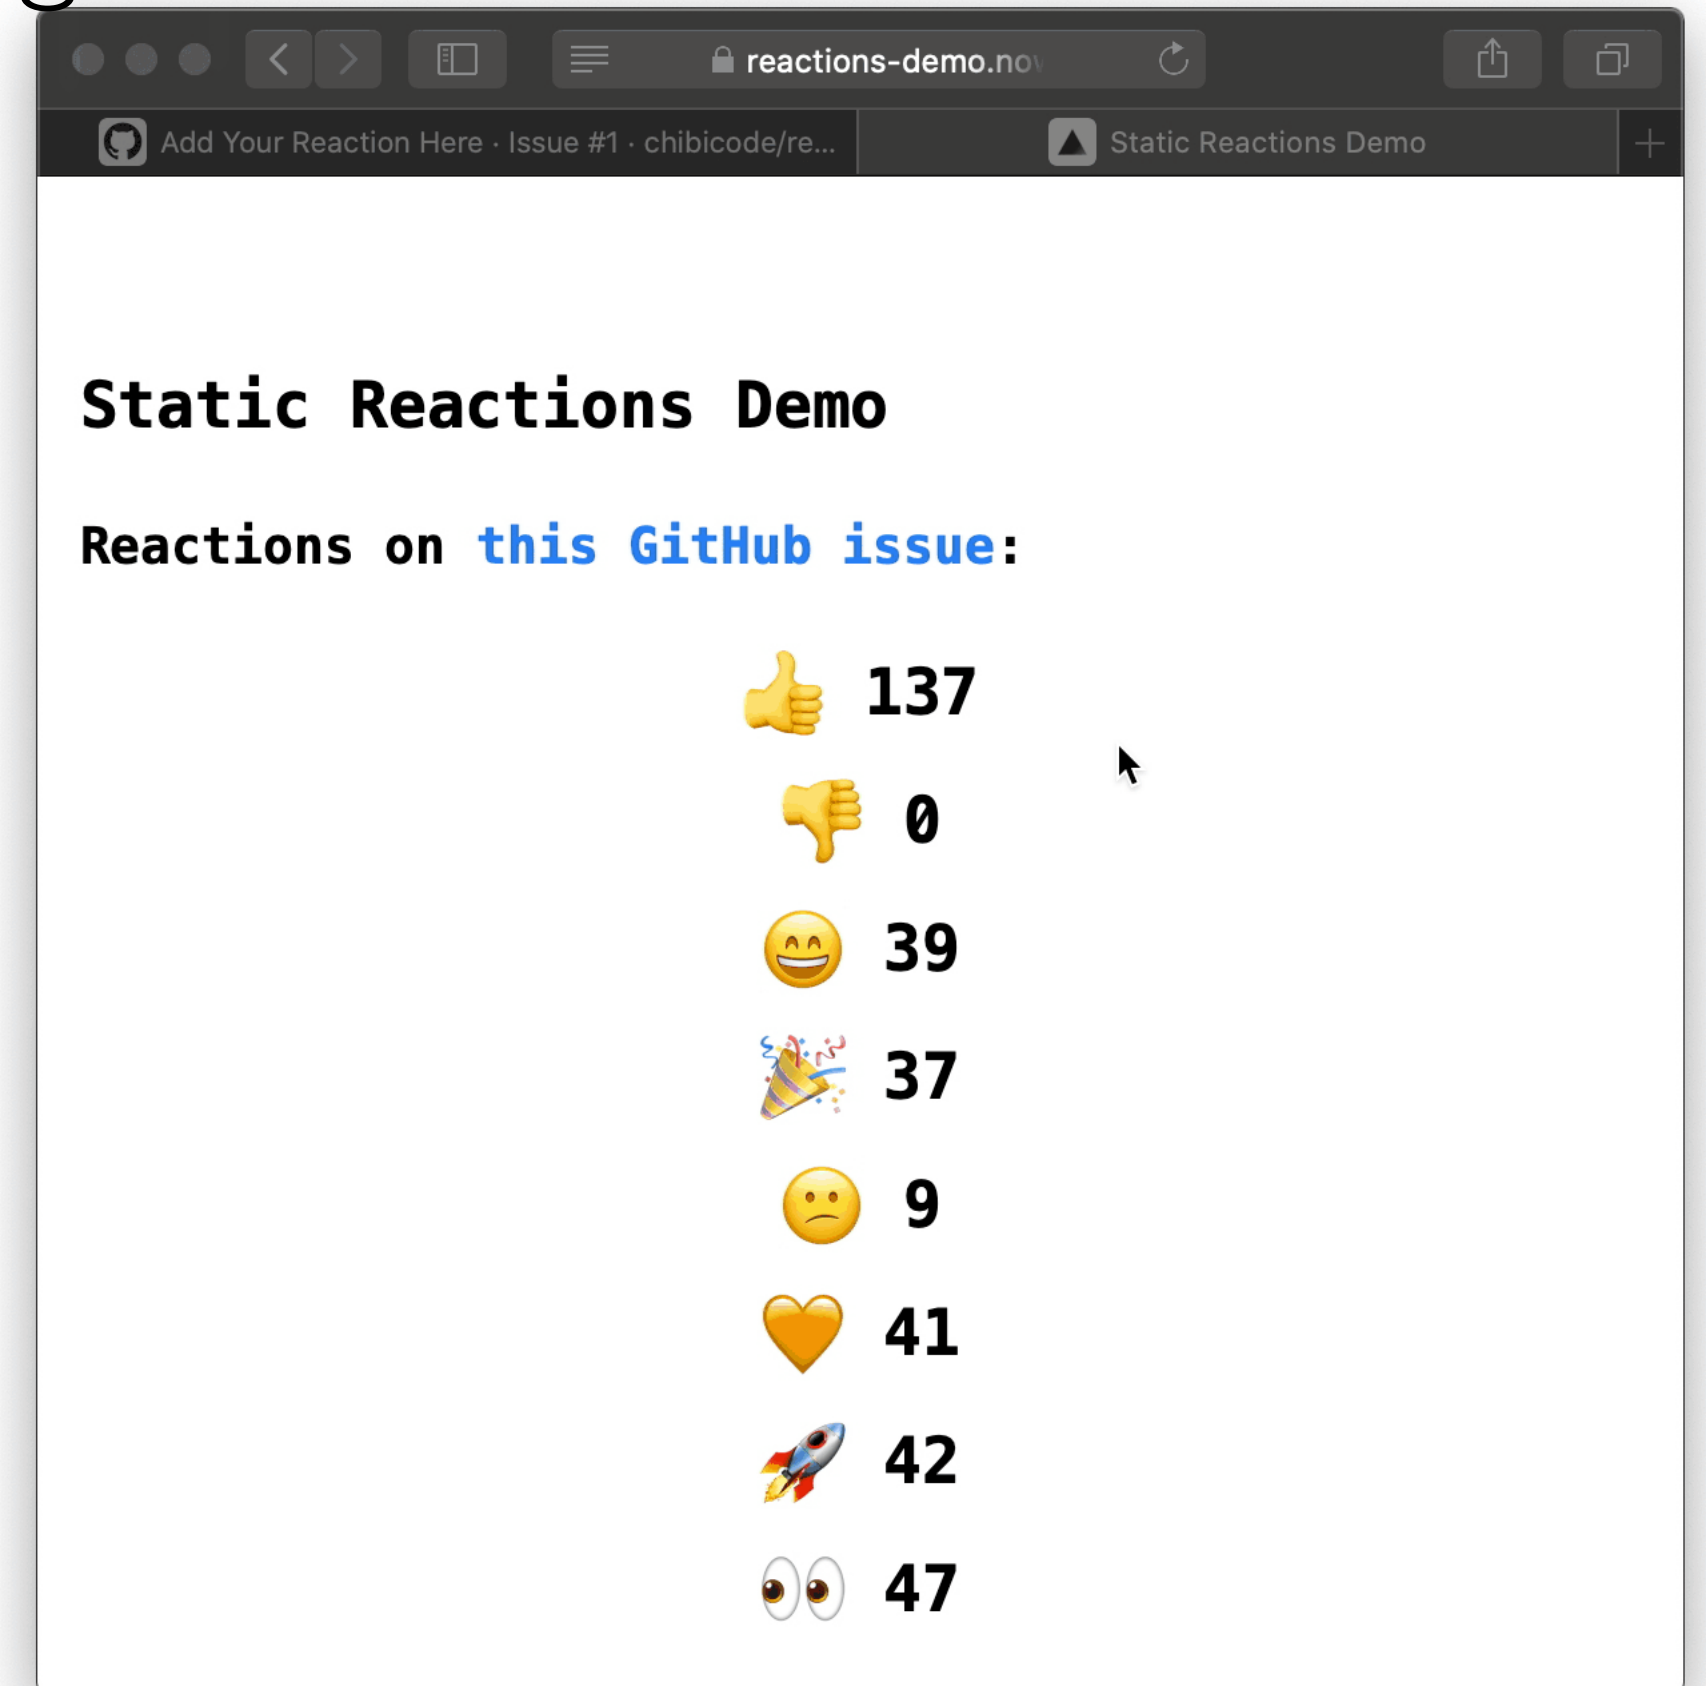 reactions-demo.nov
Add Your Reaction Here · Issue #1 · chibicode/re...
Static Reactions Demo
Static Reactions Demo
Reactions on this GitHub issue:
👍 137
👎 0
😄 39
🎉 37
😕 9
🧡 41
🚀 42
👀 47